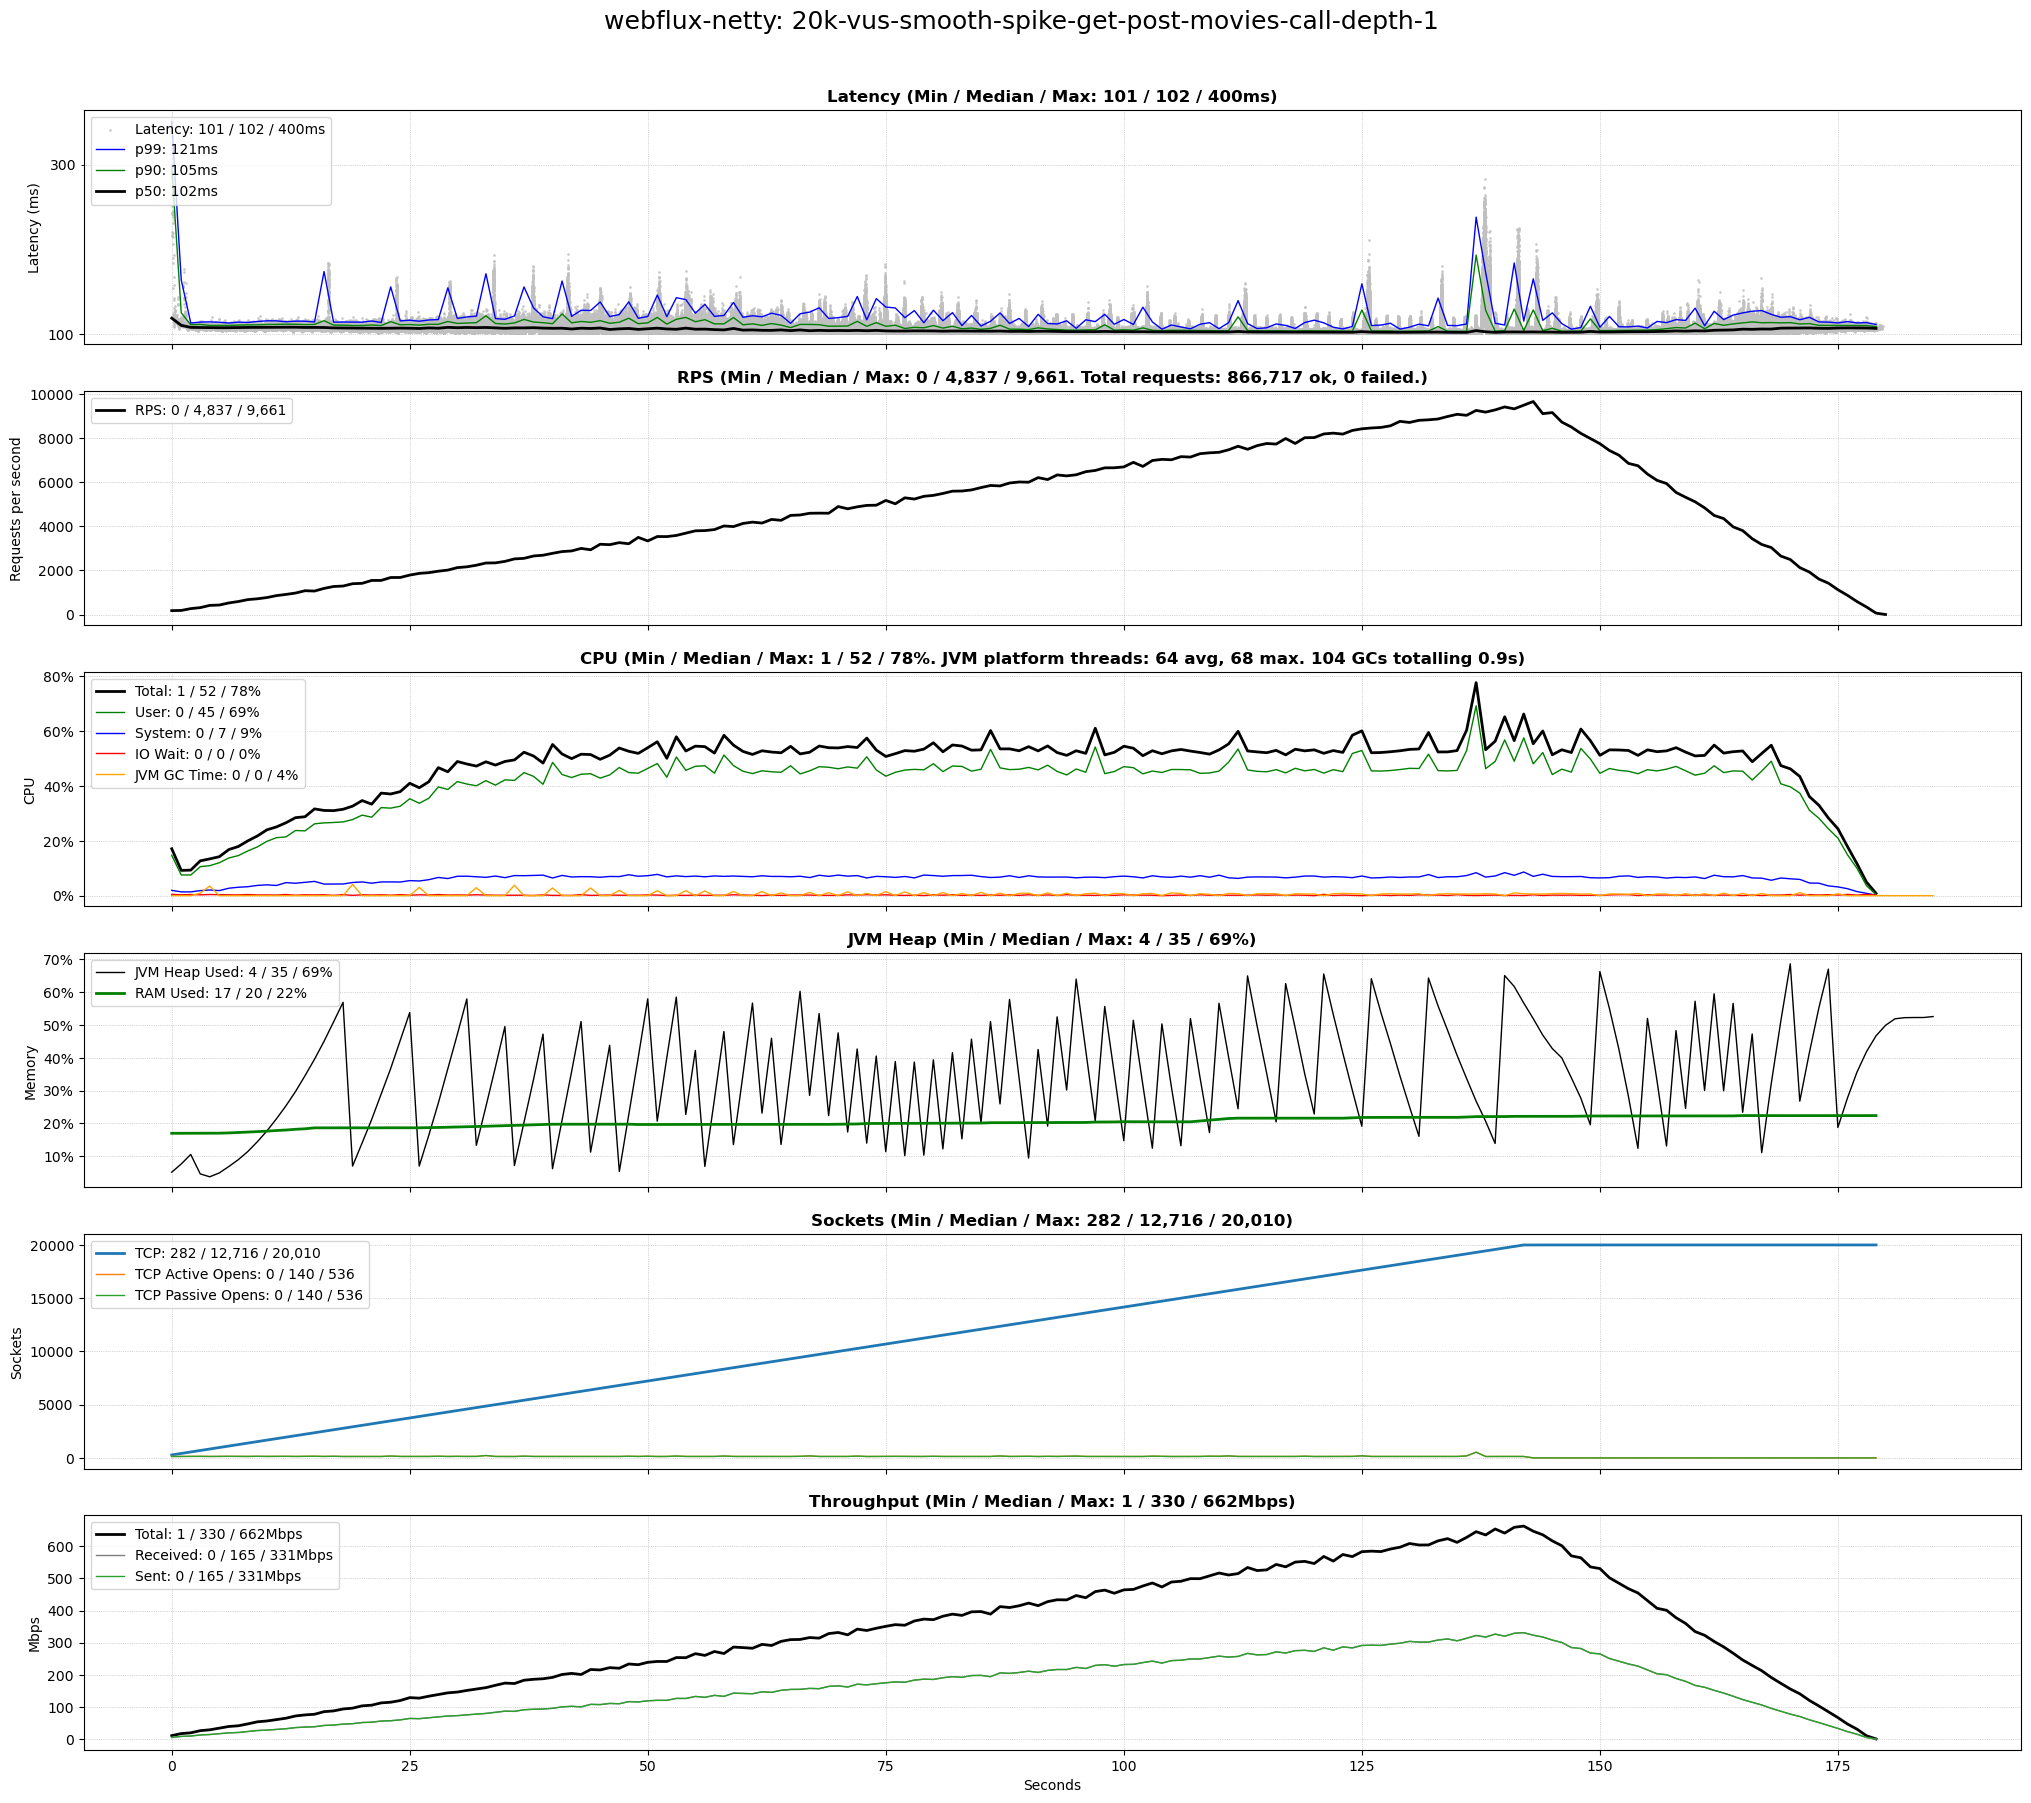 webflux-netty: 20k-vus-smooth-spike-get-post-movies-call-depth-1
Latency (Min / Median / Max: 101 / 102 / 400ms)
Latency: 101 / 102 / 400ms
p99: 121ms
p90: 105ms
p50: 102ms
300
100
Latency (ms)
RPS (Min / Median / Max: 0 / 4,837 / 9,661. Total requests: 866,717 ok, 0 failed.)
RPS: 0 / 4,837 / 9,661
10000
8000
6000
4000
2000
0
Requests per second
CPU (Min / Median / Max: 1 / 52 / 78%. JVM platform threads: 64 avg, 68 max. 104 GCs totalling 0.9s)
Total: 1 / 52 / 78%
User: 0 / 45 / 69%
System: 0 / 7 / 9%
IO Wait: 0 / 0 / 0%
JVM GC Time: 0 / 0 / 4%
80%
60%
40%
20%
0%
CPU
JVM Heap (Min / Median / Max: 4 / 35 / 69%)
JVM Heap Used: 4 / 35 / 69%
RAM Used: 17 / 20 / 22%
70%
60%
50%
40%
30%
20%
10%
Memory
Sockets (Min / Median / Max: 282 / 12,716 / 20,010)
TCP: 282 / 12,716 / 20,010
TCP Active Opens: 0 / 140 / 536
TCP Passive Opens: 0 / 140 / 536
20000
15000
10000
5000
0
Sockets
Throughput (Min / Median / Max: 1 / 330 / 662Mbps)
Total: 1 / 330 / 662Mbps
Received: 0 / 165 / 331Mbps
Sent: 0 / 165 / 331Mbps
600
500
400
300
200
100
0
Mbps
0 25 50 75 100 125 150 175
Seconds